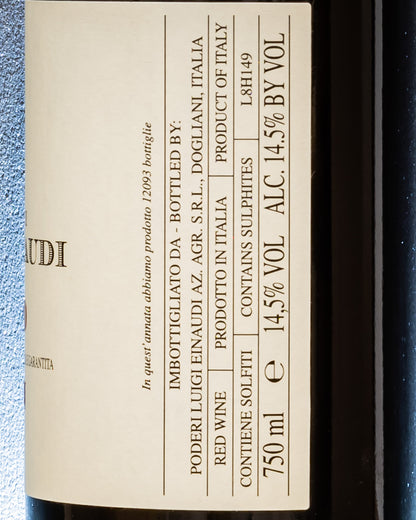 AUDI
GARANTITA
In quest'annata abbiamo prodotto 12093 bottiglie
IMBOTTIGLIATO DA - BOTTLED BY:
PODERI LUIGI EINAUDI AZ. AGR. S.R.L., DOGLIANI, ITALIA
RED WINE PRODOTTO IN ITALIA PRODUCT OF ITALY
CONTIENE SOLFITI CONTAINS SULPHITES L8H149
750 ml ℮ 14,5% VOL ALC. 14.5% BY VOL